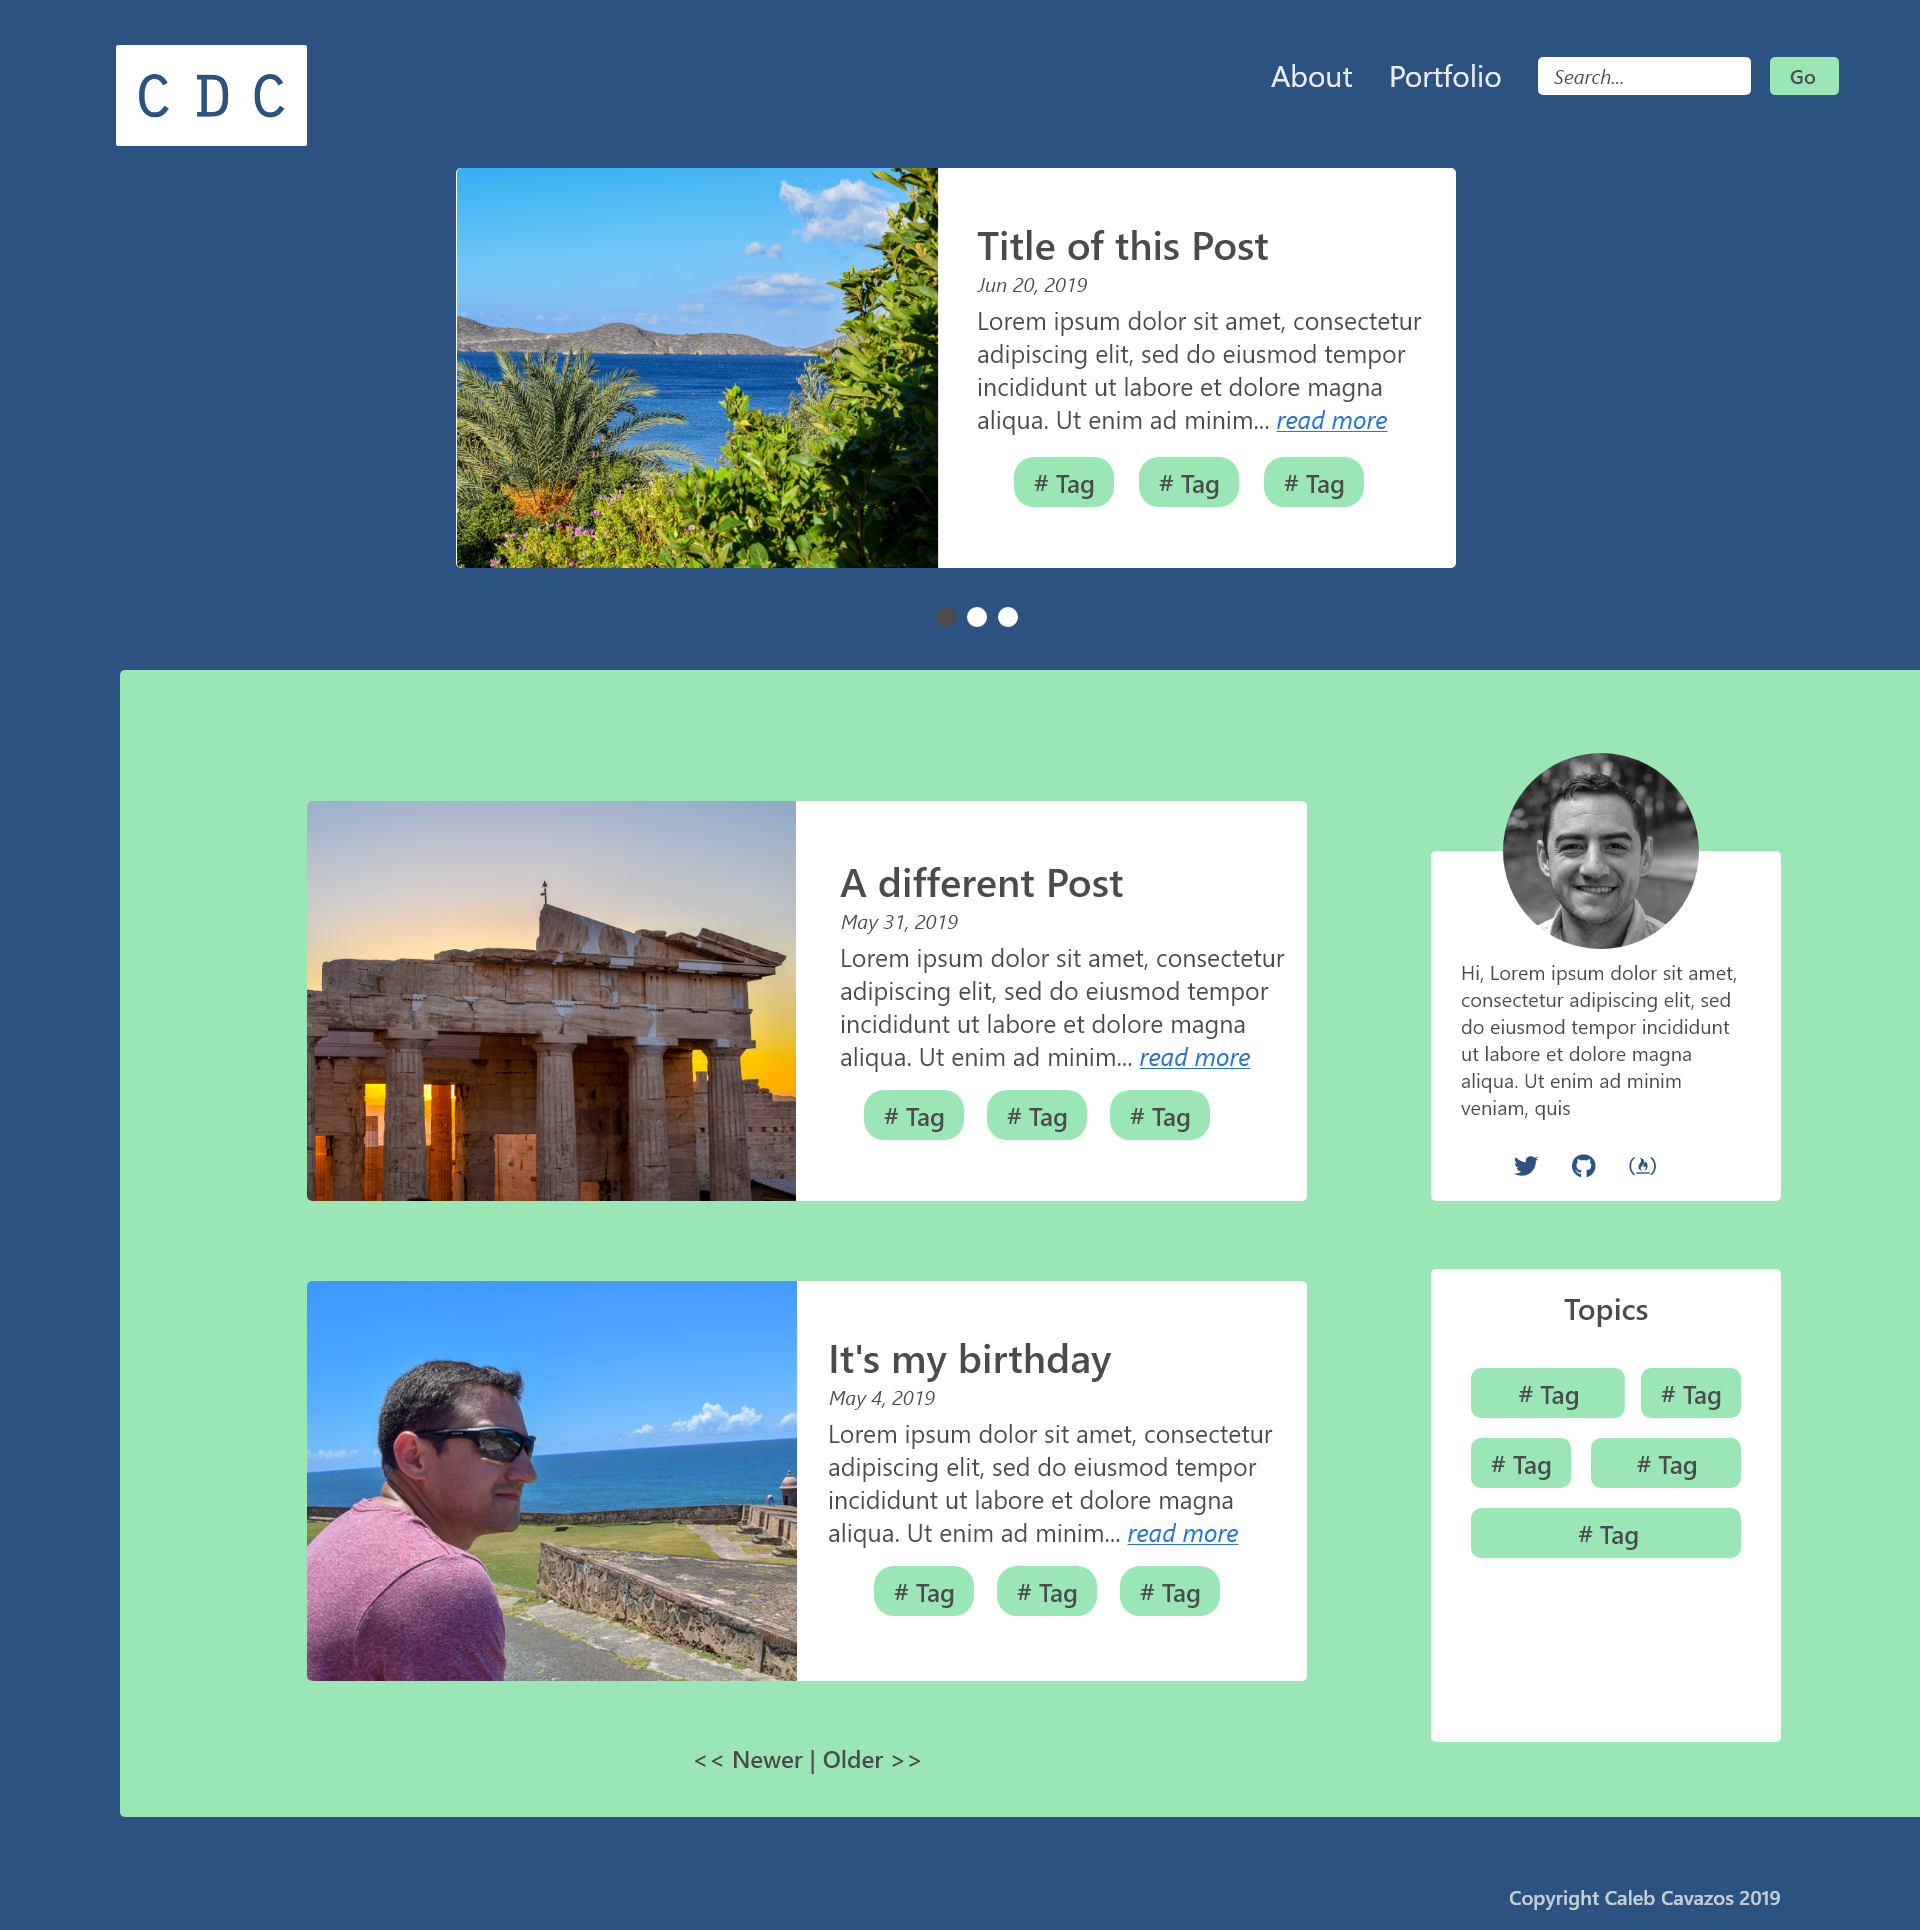 C D C
About Portfolio Search... Go
Title of this Post
Jun 20, 2019
Lorem ipsum dolor sit amet, consectetur
adipiscing elit, sed do eiusmod tempor
incididunt ut labore et dolore magna
aliqua. Ut enim ad minim... read more
# Tag # Tag # Tag
A different Post
May 31, 2019
Lorem ipsum dolor sit amet, consectetur
adipiscing elit, sed do eiusmod tempor
incididunt ut labore et dolore magna
aliqua. Ut enim ad minim... read more
# Tag # Tag # Tag
It's my birthday
May 4, 2019
Lorem ipsum dolor sit amet, consectetur
adipiscing elit, sed do eiusmod tempor
incididunt ut labore et dolore magna
aliqua. Ut enim ad minim... read more
# Tag # Tag # Tag
<< Newer | Older >>
Hi, Lorem ipsum dolor sit amet,
consectetur adipiscing elit, sed
do eiusmod tempor incididunt
ut labore et dolore magna
aliqua. Ut enim ad minim
veniam, quis
Topics
# Tag # Tag
# Tag # Tag
# Tag
Copyright Caleb Cavazos 2019